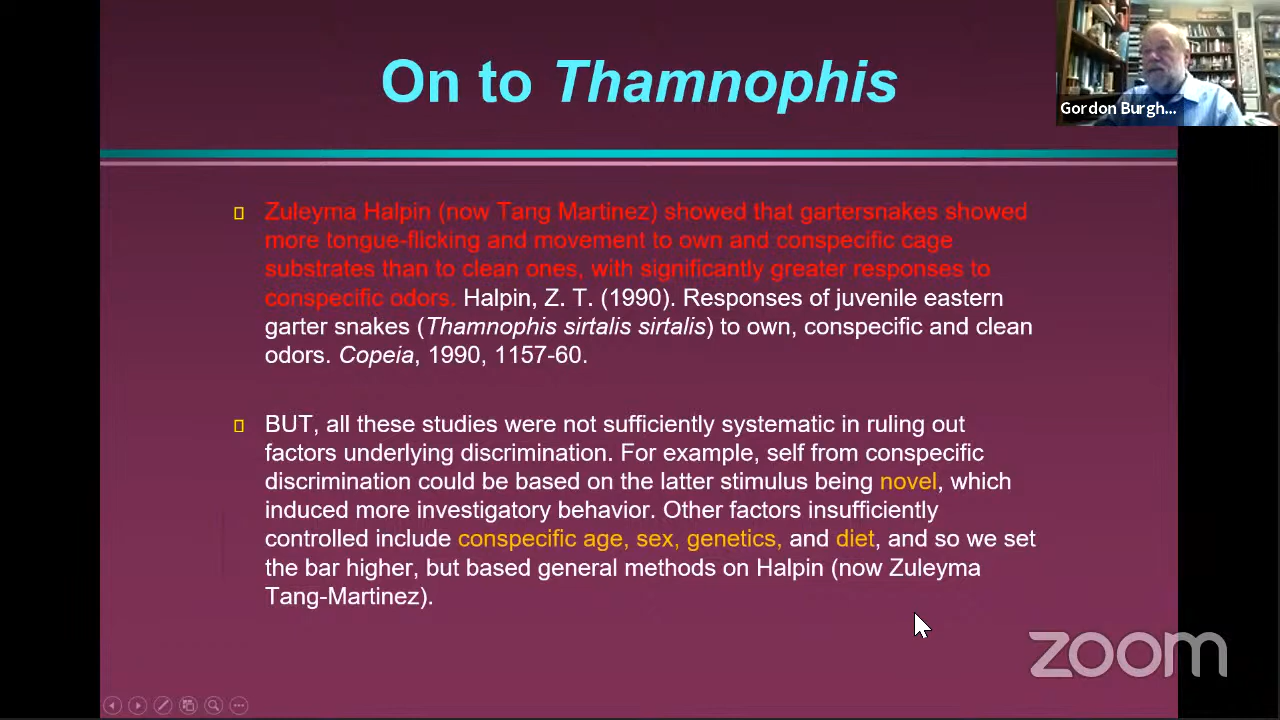 On to Thamnophis
Gordon Burgh...
Zuleyma Halpin (now Tang Martinez) showed that gartersnakes showed
more tongue-flicking and movement to own and conspecific cage
substrates than to clean ones, with significantly greater responses to
conspecific odors. Halpin, Z. T. (1990). Responses of juvenile eastern
garter snakes (Thamnophis sirtalis sirtalis) to own, conspecific and clean
odors. Copeia, 1990, 1157-60.
BUT, all these studies were not sufficiently systematic in ruling out
factors underlying discrimination. For example, self from conspecific
discrimination could be based on the latter stimulus being novel, which
induced more investigatory behavior. Other factors insufficiently
controlled include conspecific age, sex, genetics, and diet, and so we set
the bar higher, but based general methods on Halpin (now Zuleyma
Tang-Martinez).
zoom